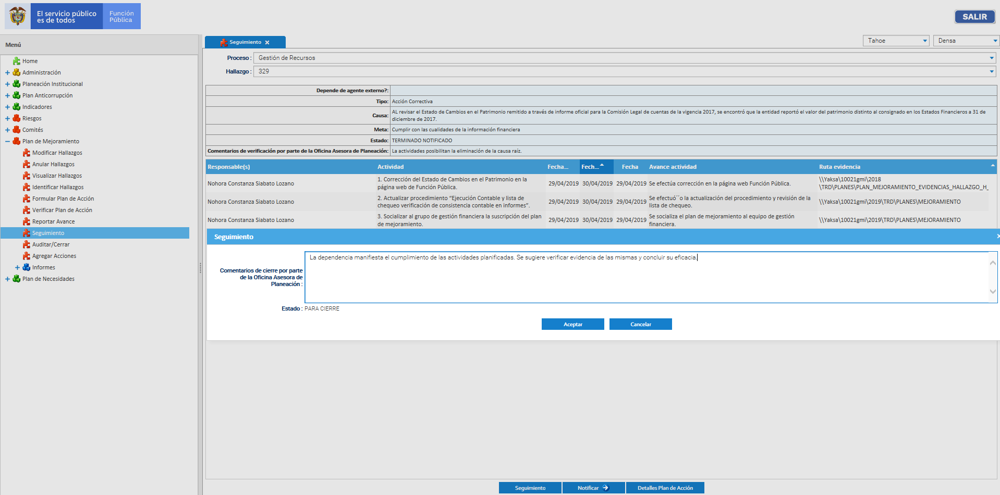 El servicio público
es de todos
Función
Pública
SALIR
Menú
Home
Administración
Planeación Institucional
Plan Anticorrupción
Indicadores
Riesgos
Comités
Plan de Mejoramiento
Modificar Hallazgos
Anular Hallazgos
Visualizar Hallazgos
Identificar Hallazgos
Formular Plan de Acción
Verificar Plan de Acción
Reportar Avance
Seguimiento
Auditar/Cerrar
Agregar Acciones
Informes
Plan de Necesidades
Seguimiento
Tahoe
Densa
Proceso : Gestión de Recursos
Hallazgo : 329
Depende de agente externo?:
Tipo: Acción Correctiva
Causa: AL revisar el Estado de Cambios en el Patrimonio remitido a través de informe oficial para la Comisión Legal de cuentas de la vigencia 2017, se encontró que la entidad reportó el valor del patrimonio distinto al consignado en los Estados Financieros a 31 de
diciembre de 2017.
Meta: Cumplir con las cualidades de la información financiera
Estado: TERMINADO NOTIFICADO
Comentarios de verificación por parte de la Oficina Asesora de Planeación: La actividades posibilitan la eliminación de la causa raíz.
Responsable(s) Actividad Fecha... Fech... Fecha Avance actividad Ruta evidencia
Nohora Constanza Siabato Lozano
1. Corrección del Estado de Cambios en el Patrimonio en la
página web de Función Pública.
29/04/2019 30/04/2019 29/04/2019 Se efectúa corrección en la página web Función Pública.
\\Yaksa\10021gmi\2018
\TRD\PLANES\PLAN_MEJORAMIENTO_EVIDENCIAS_HALLAZGO_H_
Nohora Constanza Siabato Lozano
2. Actualizar procedimiento “Ejecución Contable y lista de
chequeo verificación de consistencia contable en informes”.
29/04/2019 30/04/2019 29/04/2019
Se efectuó´´o la actualización del procedimiento y revisión de la
lista de chequeo.
\\Yaksa\10021gmi\2019\TRD\PLANES\MEJORAMIENTO
Nohora Constanza Siabato Lozano
3. Socializar al grupo de gestión financiera la suscripción del plan
de mejoramiento.
29/04/2019 30/04/2019 29/04/2019
Se socializa el plan de mejoramiento al equipo de gestión
financiera.
\\Yaksa\10021gmi\2019\TRD\PLANES\MEJORAMIENTO
Seguimiento
Comentarios de cierre por parte
de la Oficina Asesora de
Planeación :
La dependencia manifiesta el cumplimiento de las actividades planificadas. Se sugiere verificar evidencia de las mismas y concluir su eficacia.
Estado : PARA CIERRE
Aceptar
Cancelar
Seguimiento
Notificar
Detalles Plan de Acción